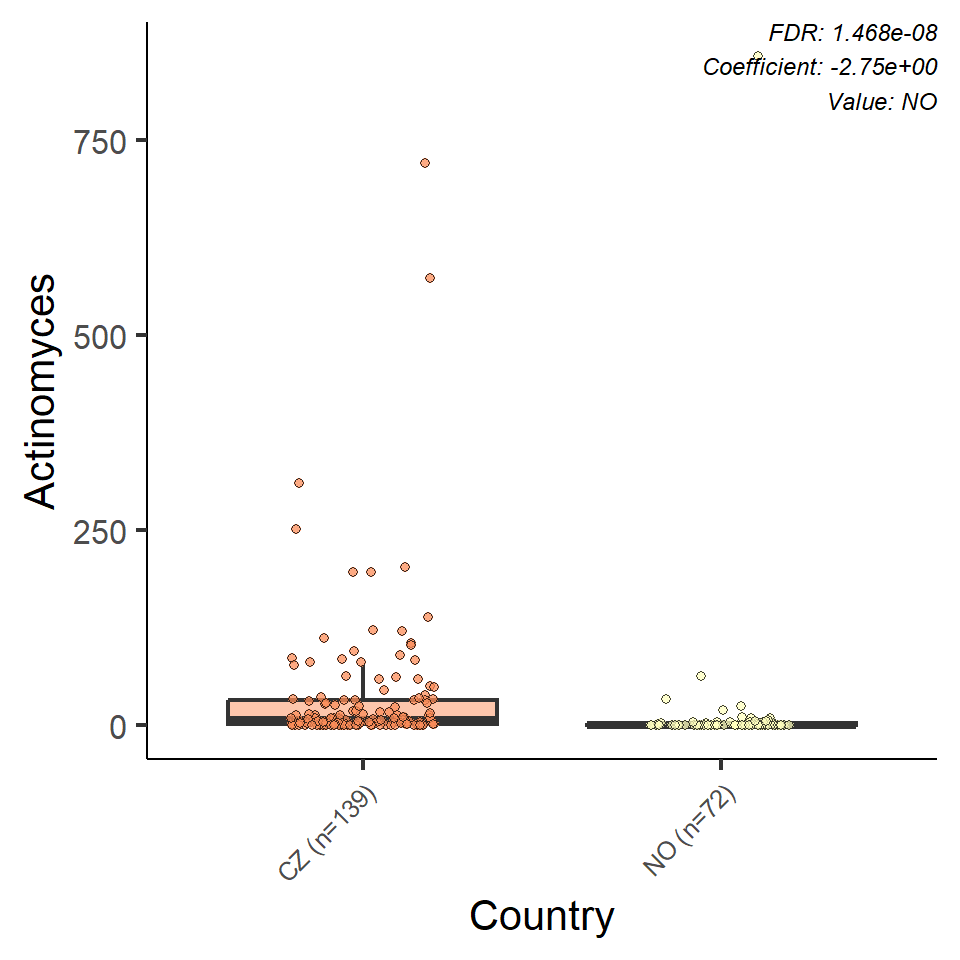 FDR: 1.468e-08
Coefficient: -2.75e+00
Value: NO
Actinomyces
750
500
250
0
CZ (n=139)
NO (n=72)
Country